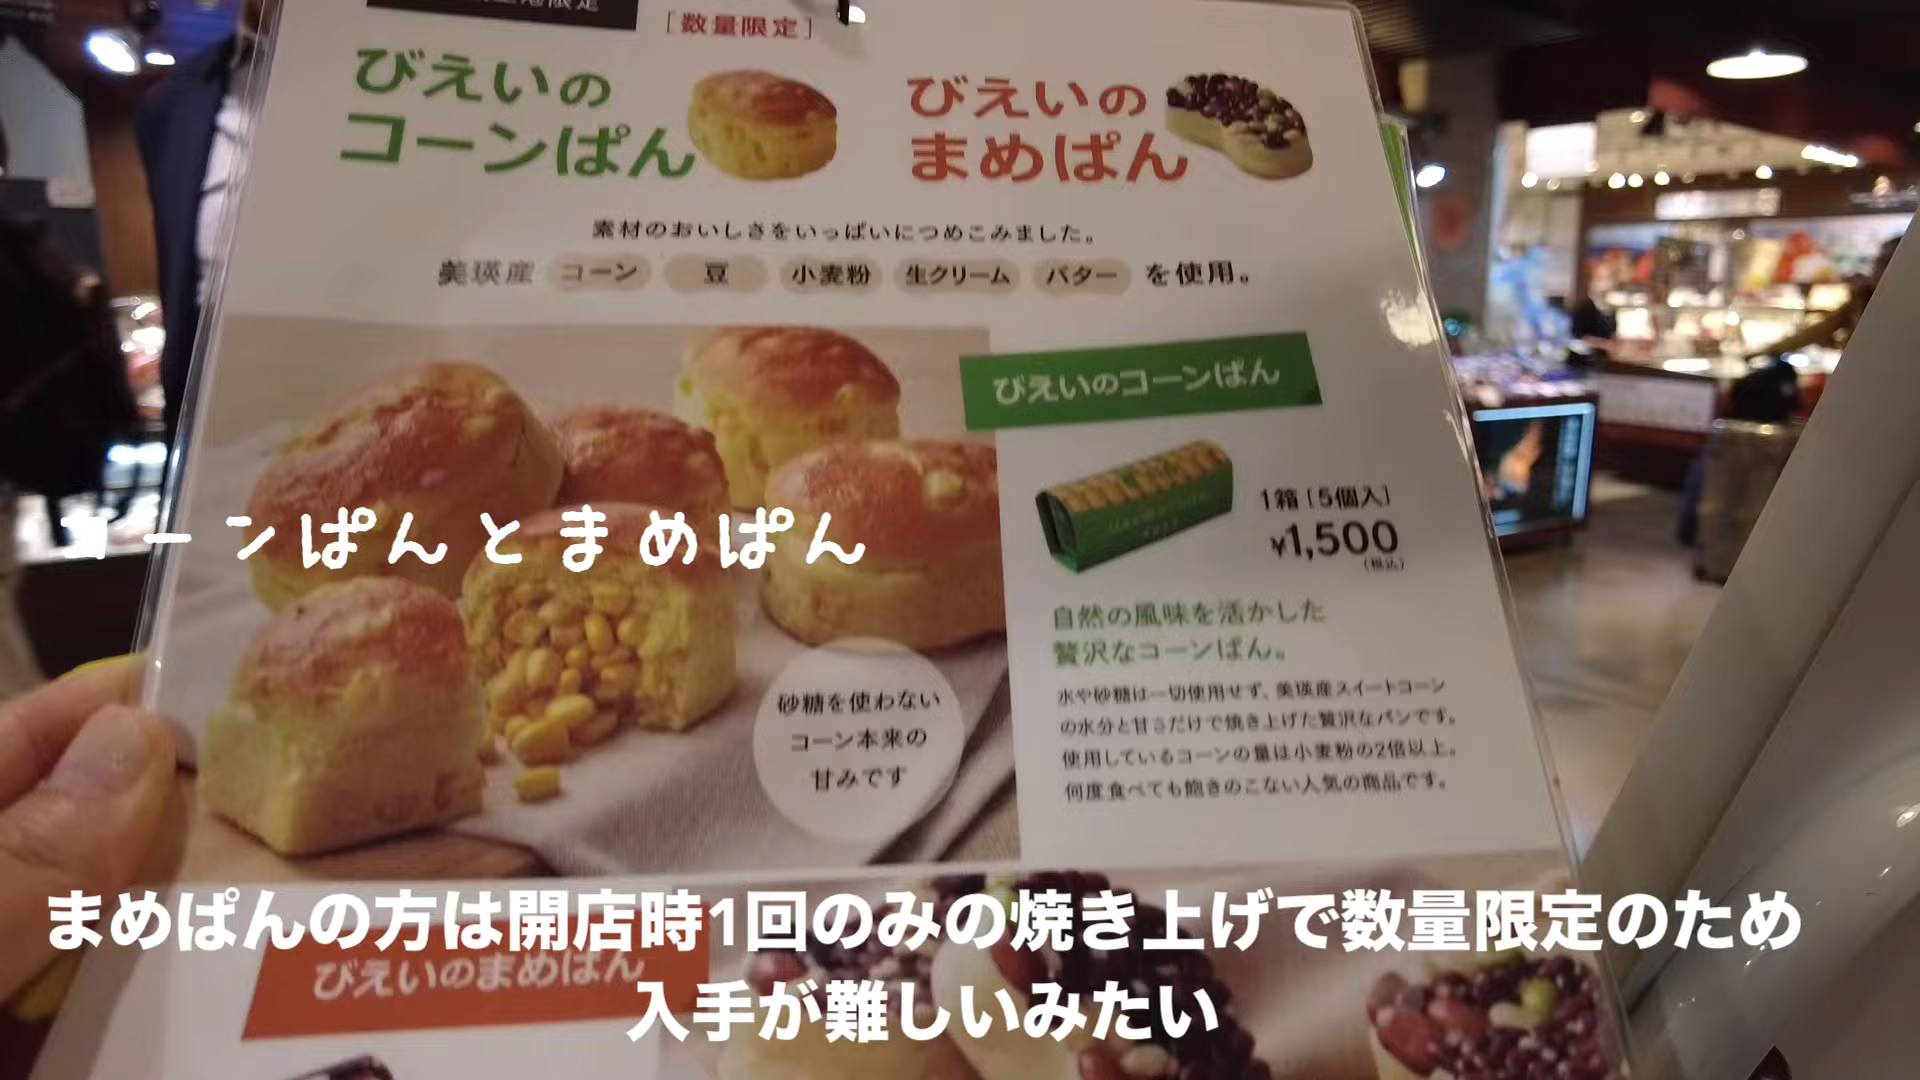 [数量限定]
びえいの
コーンぱん
びえいの
まめぱん
素材のおいしさをいっぱいにつめこみました。
美瑛産 コーン 豆 小麦粉 生クリーム バター を使用。
びえいのコーンぱん
1箱[5個入]
¥1,500
(税込)
コーンぱんとまめぱん
自然の風味を活かした
贅沢なコーンぱん。
水や砂糖は一切使用せず、美瑛産スイートコーン
の水分と甘さだけで焼き上げた贅沢なパンです。
使用しているコーンの量は小麦粉の2倍以上。
何度食べても飽きのこない人気の商品です。
砂糖を使わない
コーン本来の
甘みです
まめぱんの方は開店時1回のみの焼き上げで数量限定のため
入手が難しいみたい
びえいのまめぱん